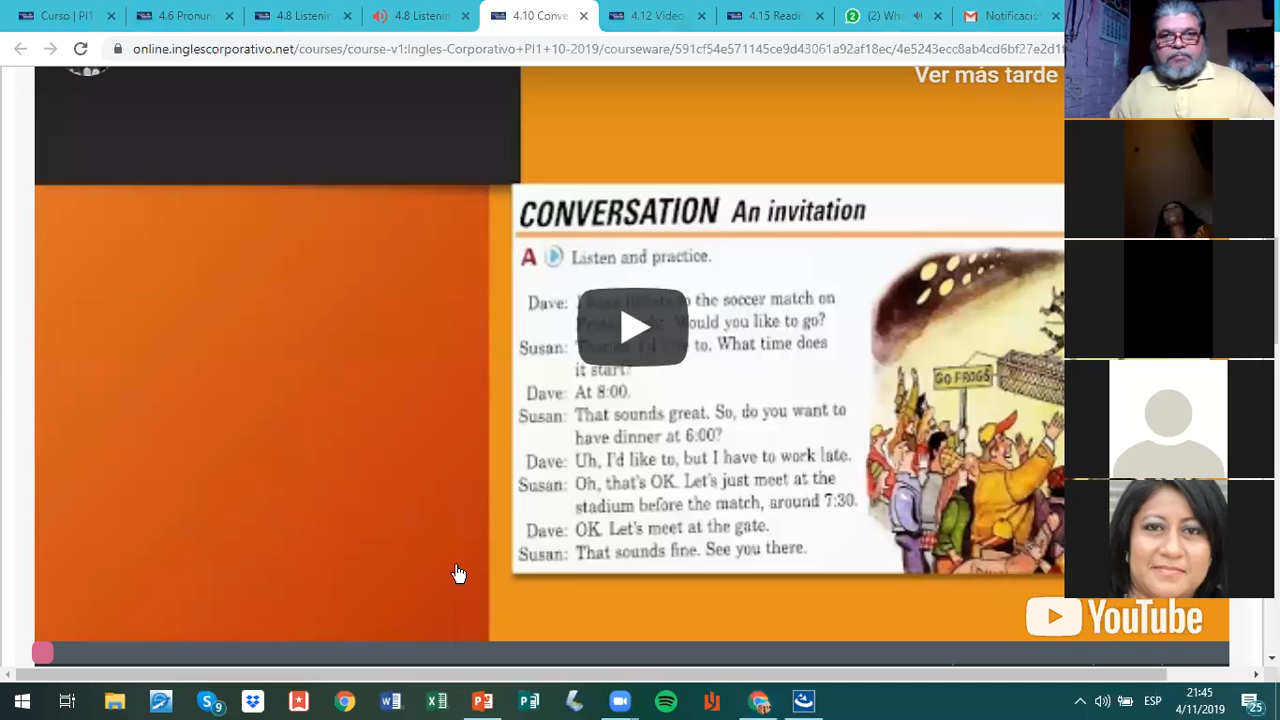 Curso | PI1
4.6 Pronun
4.8 Listenin
4.8 Listenin
4.10 Conve
4.12 Video
4.15 Readi
(2) Wha
Notificacio
online.inglescorporativo.net/courses/course-v1:Ingles-Corporativo+PI1+10-2019/courseware/591cf54e571145ce9d43061a92af18ec/4e5243ecc8ab4cd6bf27e2d1f
Ver más tarde
CONVERSATION An invitation
A Listen and practice.
Dave: the soccer match on
Would you like to go?
Susan: to. What time does
it start?
Dave: At 8:00.
Susan: That sounds great. So, do you want to
have dinner at 6:00?
Dave: Uh, I'd like to, but I have to work late.
Susan: Oh, that's OK. Let's just meet at the
stadium before the match, around 7:30.
Dave: OK. Let's meet at the gate.
Susan: That sounds fine. See you there.
GO FROGS
YouTube
9
ESP
21:45
4/11/2019
25